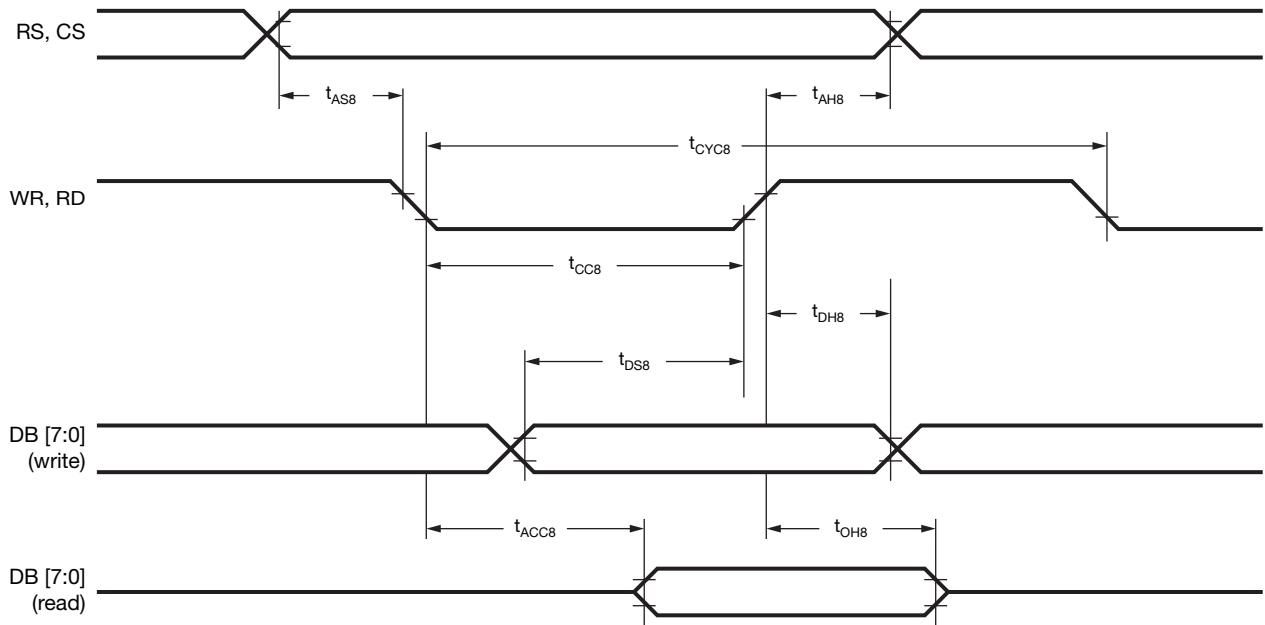 RS, CS
tAS8
tAH8
tCYC8
WR, RD
tCC8
tDH8
tDS8
DB [7:0]
(write)
tACC8
tOH8
DB [7:0]
(read)